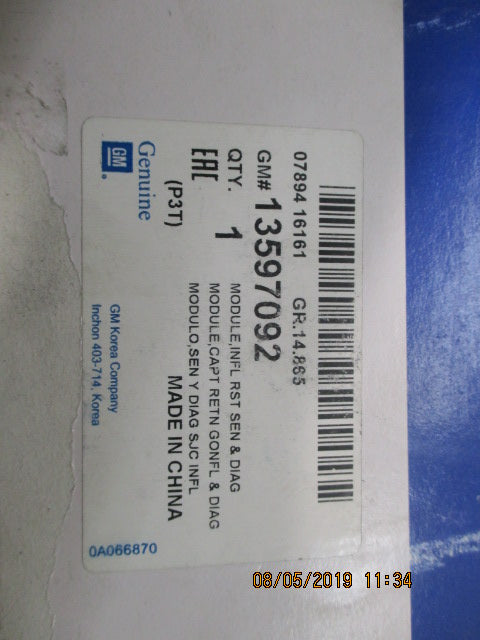 07894 16161 GR.14.865
GM# 13597092
QTY. 1
MODULE,INFL RST SEN & DIAG
MODULE,CAPT RETN GONFL & DIAG
MODULO,SEN Y DIAG SJC INFL
EAC
(P3T)
MADE IN CHINA
Genuine
GM
GM Korea Company
Inchon 403-714, Korea
0A066870
08/05/2019 11:34